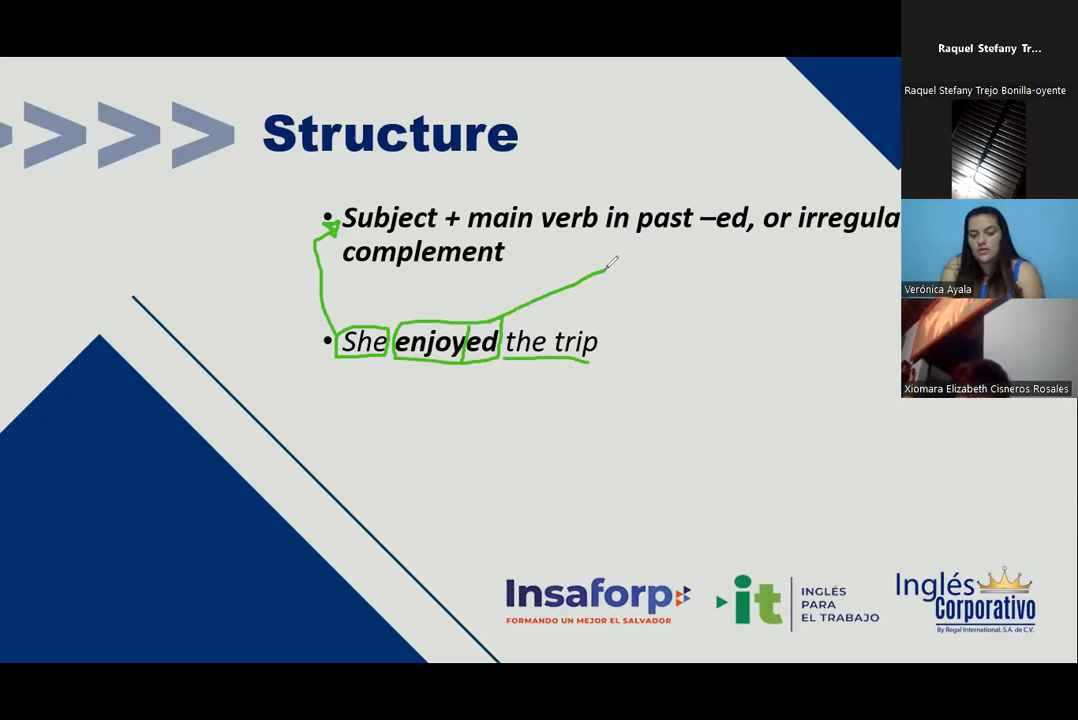 Raquel Stefany Tr...
Raquel Stefany Trejo Bonilla-oyente
Structure
• Subject + main verb in past –ed, or irregula
complement
Verónica Ayala
• She enjoyed the trip
Xiomara Elizabeth Cisneros Rosales
Insaforp
FORMANDO UN MEJOR EL SALVADOR
it
INGLÉS
PARA
EL TRABAJO
Inglés
Corporativo
By Regal International, S.A. de C.V.